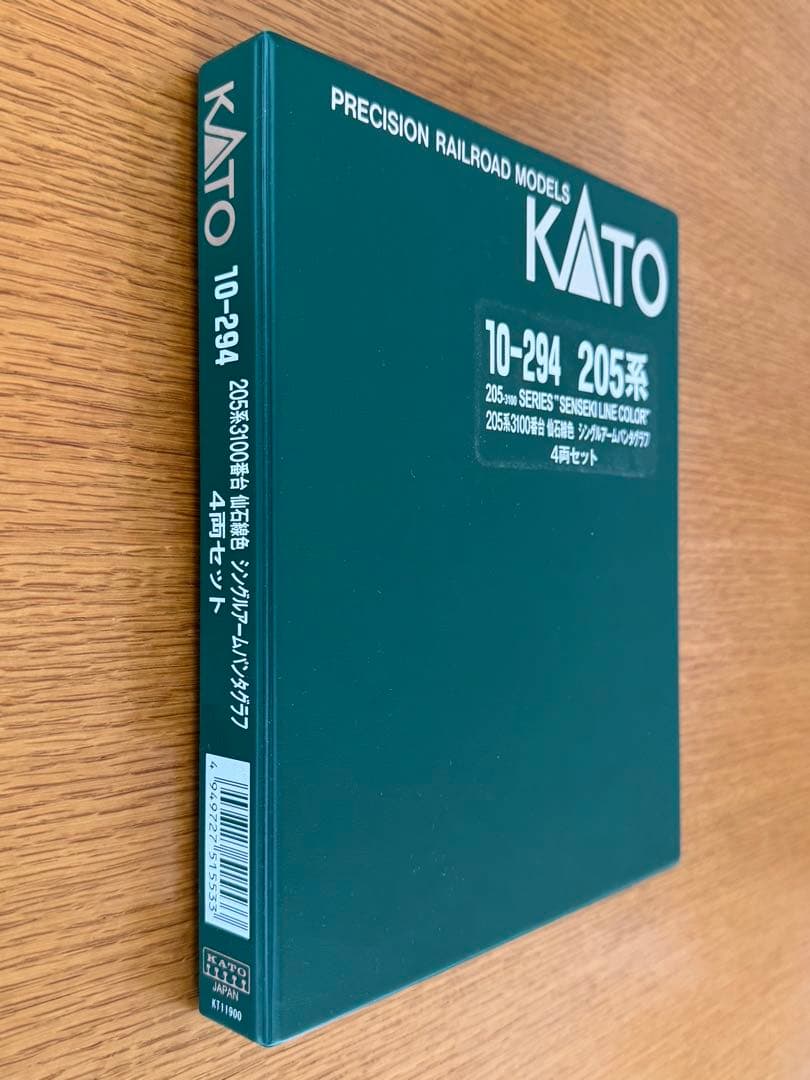 PRECISION RAILROAD MODELS
KATO
10-294 205系
205-3100 SERIES "SENSEKI LINE COLOR"
205系3100番台 仙石線色 シングルアームパンタグラフ
4両セット
KATO
10-294
205系3100番台 仙石線色 シングルアームパンタグラフ
4両セット
4 949727 515533
KATO
JAPAN
KT11900